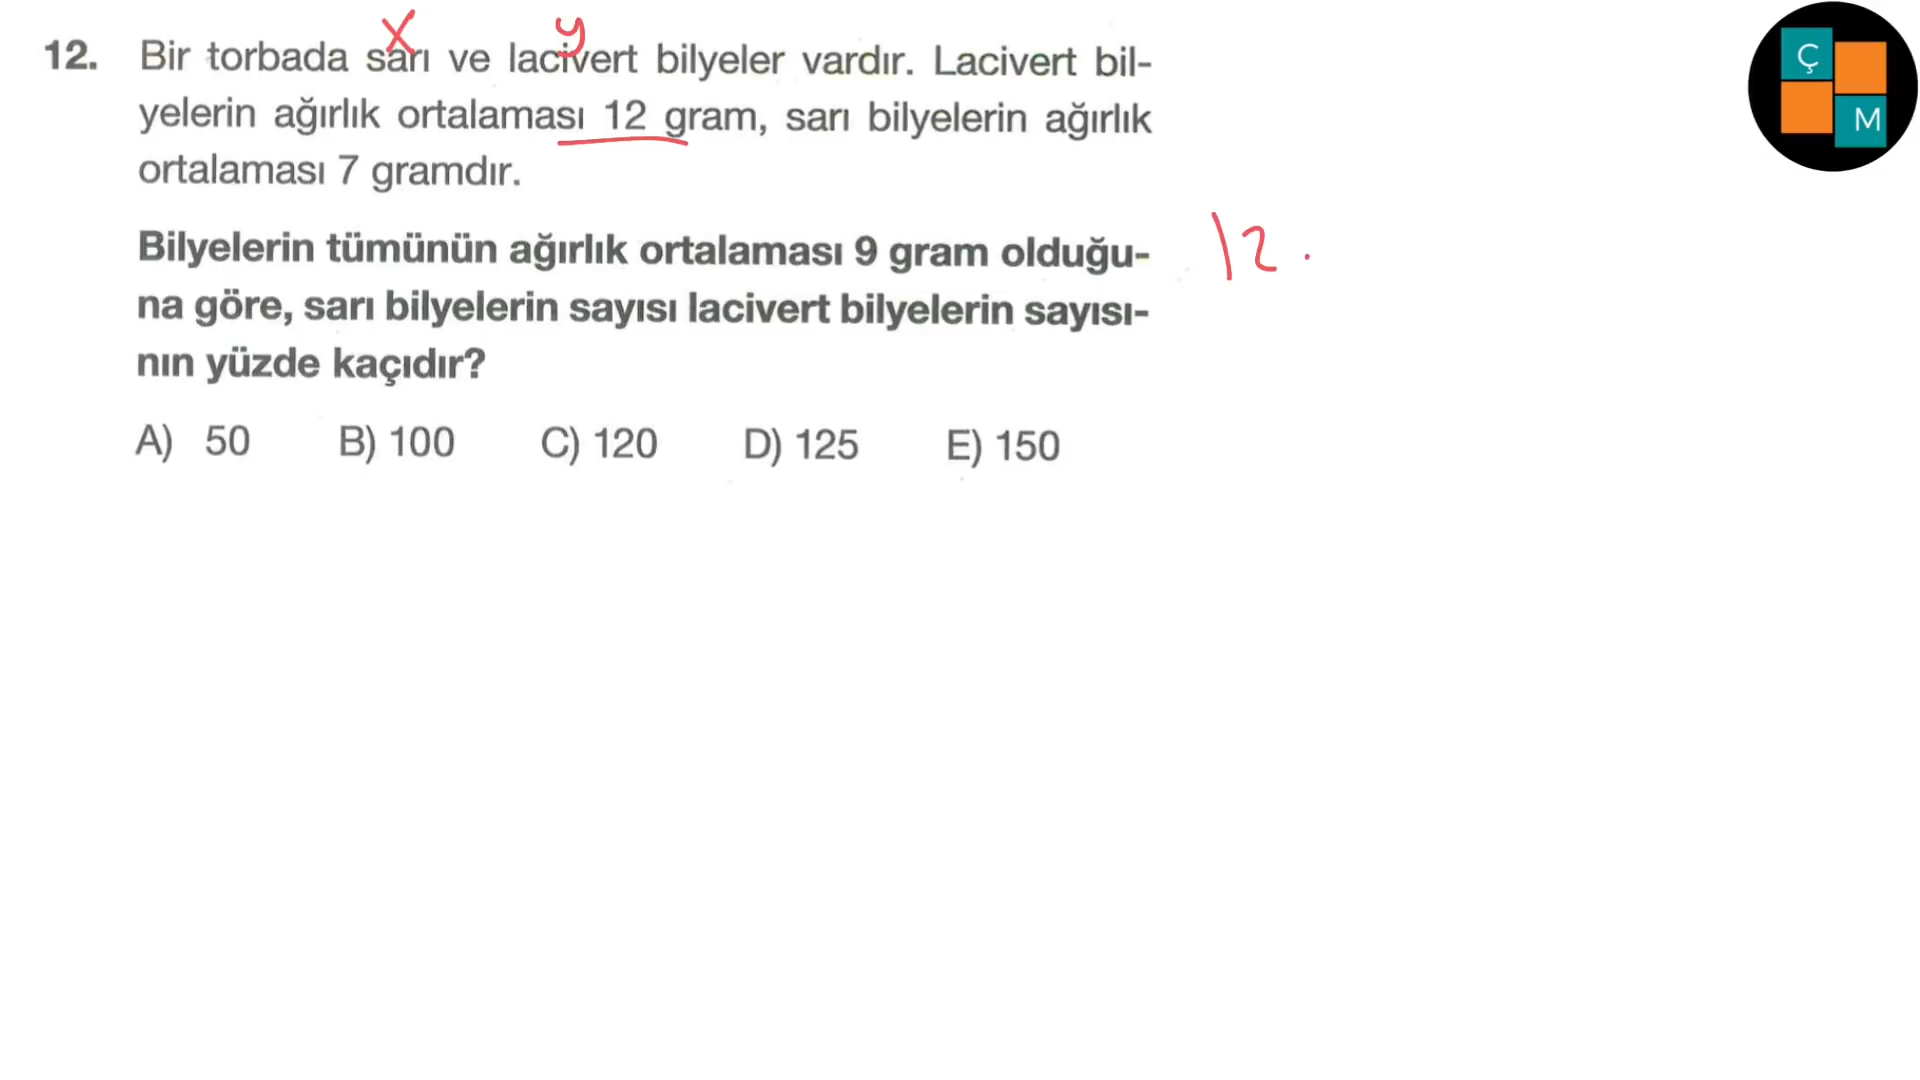 x y
12. Bir torbada sarı ve lacivert bilyeler vardır. Lacivert bil-
yelerin ağırlık ortalaması 12 gram, sarı bilyelerin ağırlık
ortalaması 7 gramdır.
Bilyelerin tümünün ağırlık ortalaması 9 gram olduğu-
na göre, sarı bilyelerin sayısı lacivert bilyelerin sayısı-
nın yüzde kaçıdır?
A) 50 B) 100 C) 120 D) 125 E) 150
12 .
Ç
M